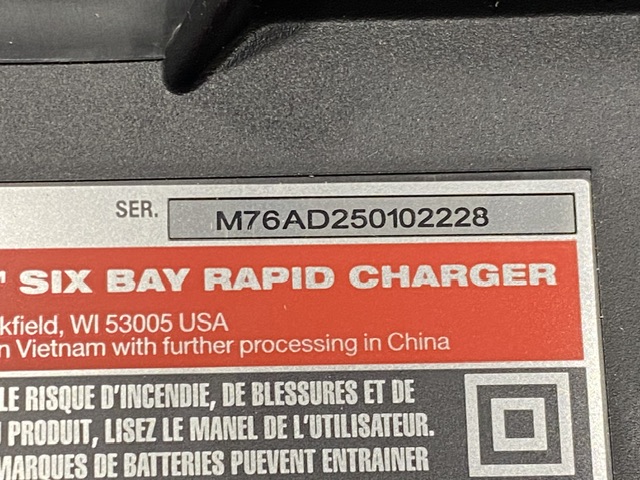 SER. M76AD250102228
SIX BAY RAPID CHARGER
kfield, WI 53005 USA
n Vietnam with further processing in China
LE RISQUE D'INCENDIE, DE BLESSURES ET DE
PRODUIT, LISEZ LE MANEL DE L'UTILISATEUR.
MARQUES DE BATTERIES PUEVENT ENTRAINER